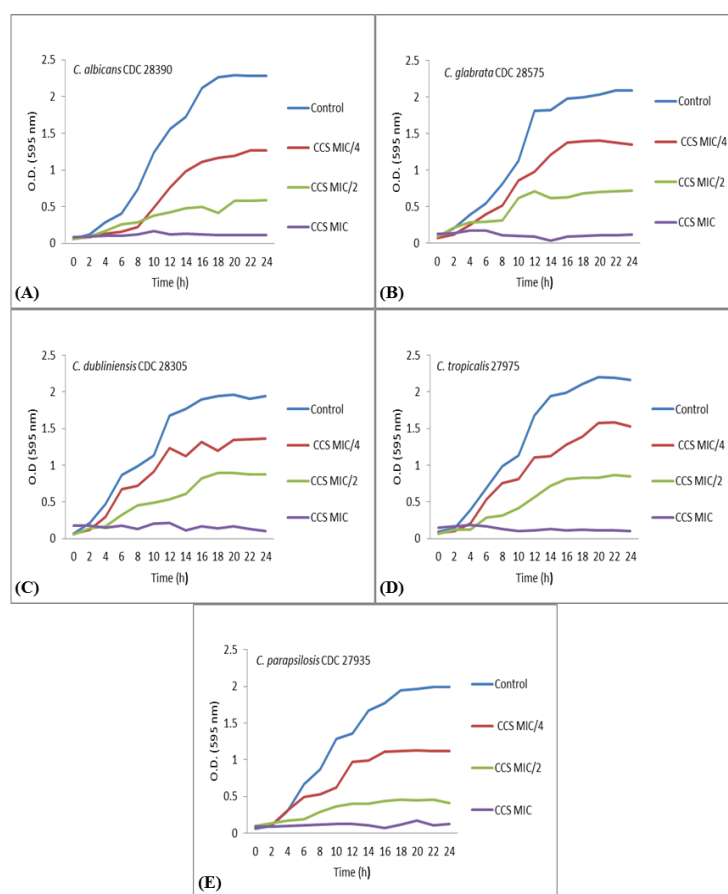 C. albicans CDC 28390
O.D. (595 nm)
2.5
2
1.5
1
0.5
0
0 2 4 6 8 10 12 14 16 18 20 22 24
Time (h)
Control
CCS MIC/4
CCS MIC/2
CCS MIC
(A)
C. glabrata CDC 28575
O.D. (595 nm)
2.5
2
1.5
1
0.5
0
0 2 4 6 8 10 12 14 16 18 20 22 24
Time (h)
Control
CCS MIC/4
CCS MIC/2
CCS MIC
(B)
C. dubliniensis CDC 28305
O.D (595 nm)
2.5
2
1.5
1
0.5
0
0 2 4 6 8 10 12 14 16 18 20 22 24
Time (h)
Control
CCS MIC/4
CCS MIC/2
CCS MIC
(C)
C. tropicalis 27975
O.D. (595 nm)
2.5
2
1.5
1
0.5
0
0 2 4 6 8 10 12 14 16 18 20 22 24
Time (h)
Control
CCS MIC/4
CCS MIC/2
CCS MIC
(D)
C. parapsilosis CDC 27935
O.D. (595 nm)
2.5
2
1.5
1
0.5
0
0 2 4 6 8 10 12 14 16 18 20 22 24
Time (h)
Control
CCS MIC/4
CCS MIC/2
CCS MIC
(E)